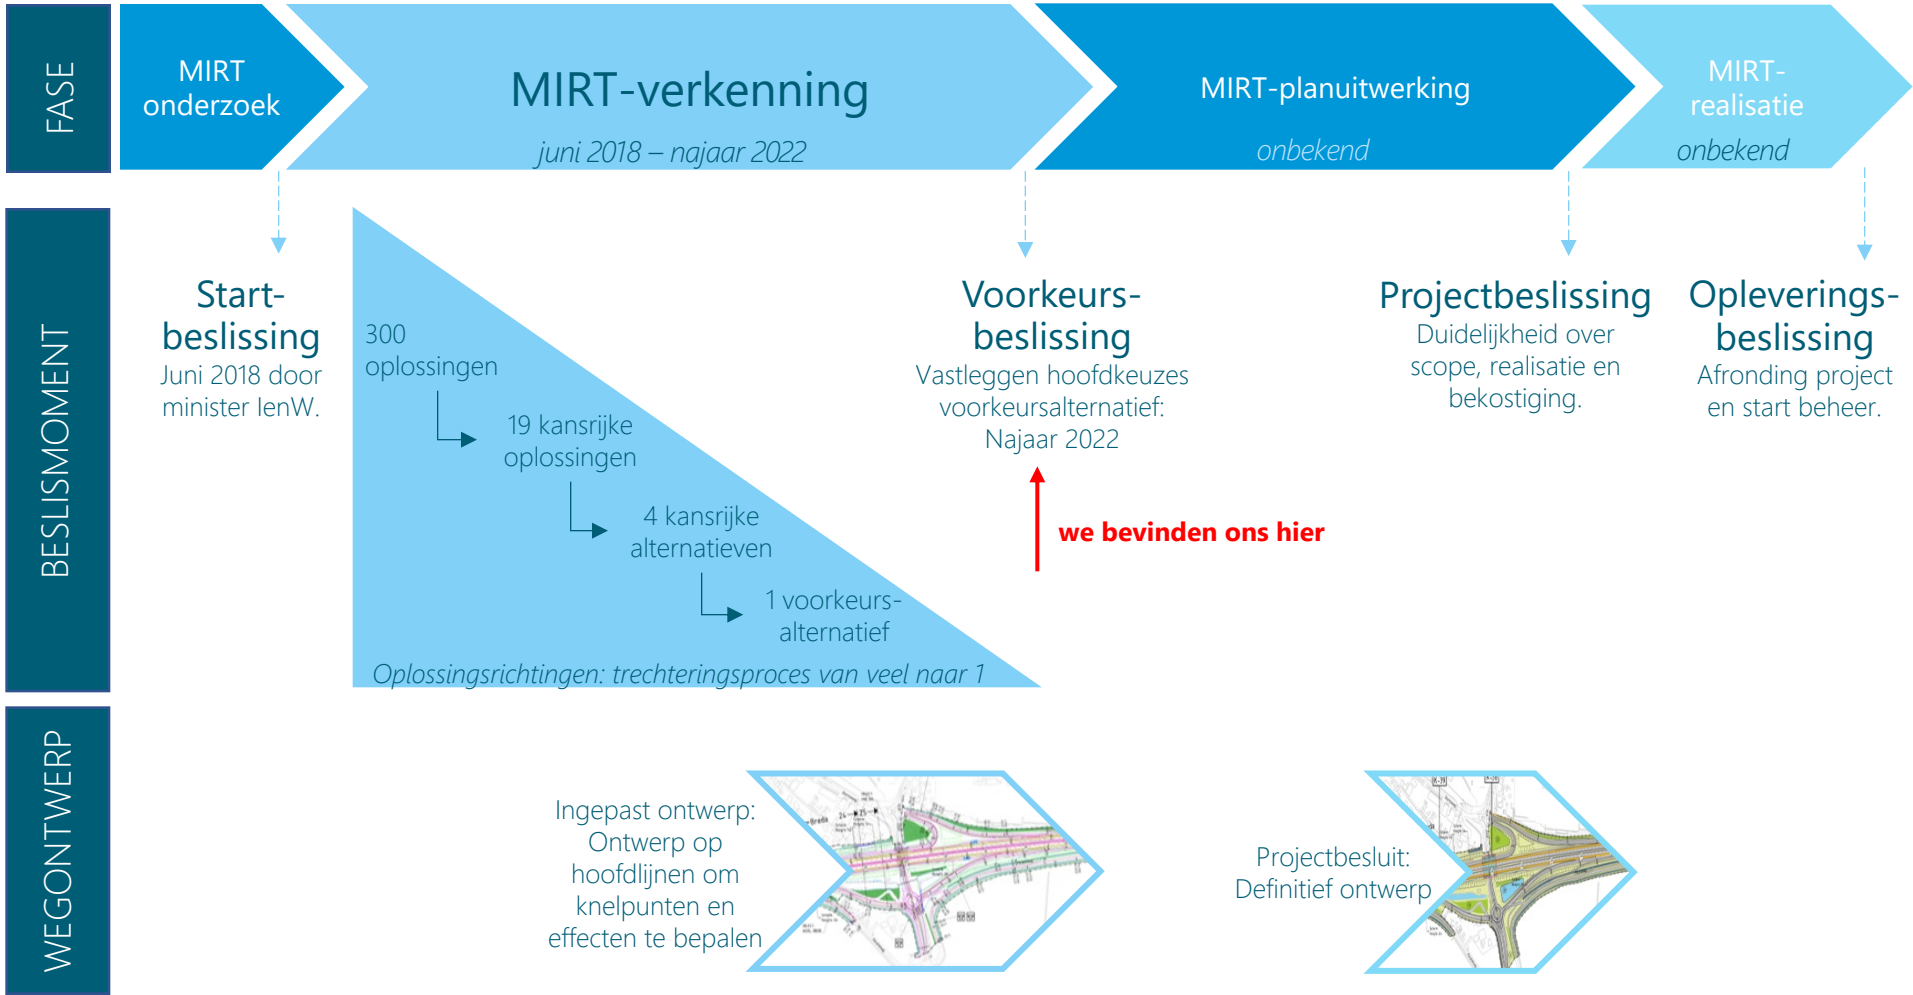 FASE
MIRT
onderzoek
MIRT-verkenning
juni 2018 – najaar 2022
MIRT-planuitwerking
onbekend
MIRT-
realisatie
onbekend
BESLISMOMENT
Start-
beslissing
Juni 2018 door
minister IenW.
300
oplossingen
19 kansrijke
oplossingen
4 kansrijke
alternatieven
1 voorkeurs-
alternatief
Oplossingsrichtingen: trechteringsproces van veel naar 1
Voorkeurs-
beslissing
Vastleggen hoofdkeuzes
voorkeursalternatief:
Najaar 2022
we bevinden ons hier
Projectbeslissing
Duidelijkheid over
scope, realisatie en
bekostiging.
Opleverings-
beslissing
Afronding project
en start beheer.
WEGONTWERP
Ingepast ontwerp:
Ontwerp op
hoofdlijnen om
knelpunten en
effecten te bepalen
Breda
24
25
Projectbesluit:
Definitief ontwerp